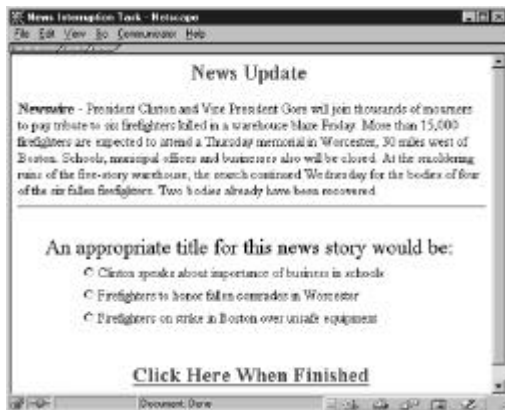 News Interruption Task - Netscape
File Edit View Go Communicator Help
News Update
Newswire - President Clinton and Vice President Gore will join thousands of mourners
to pay tribute to six firefighters killed in a warehouse blaze Friday. More than 15,000
firefighters are expected to attend a Thursday memorial in Worcester, 30 miles west of
Boston. Schools, municipal offices and businesses also will be closed. At the smoldering
ruins of the five-story warehouse, the search continued Wednesday for the bodies of four
of the six fallen firefighters. Two bodies already have been recovered.
An appropriate title for this news story would be:
Clinton speaks about importance of business in schools
Firefighters to honor fallen comrades in Worcester
Firefighters on strike in Boston over unsafe equipment
Click Here When Finished
Document: Done